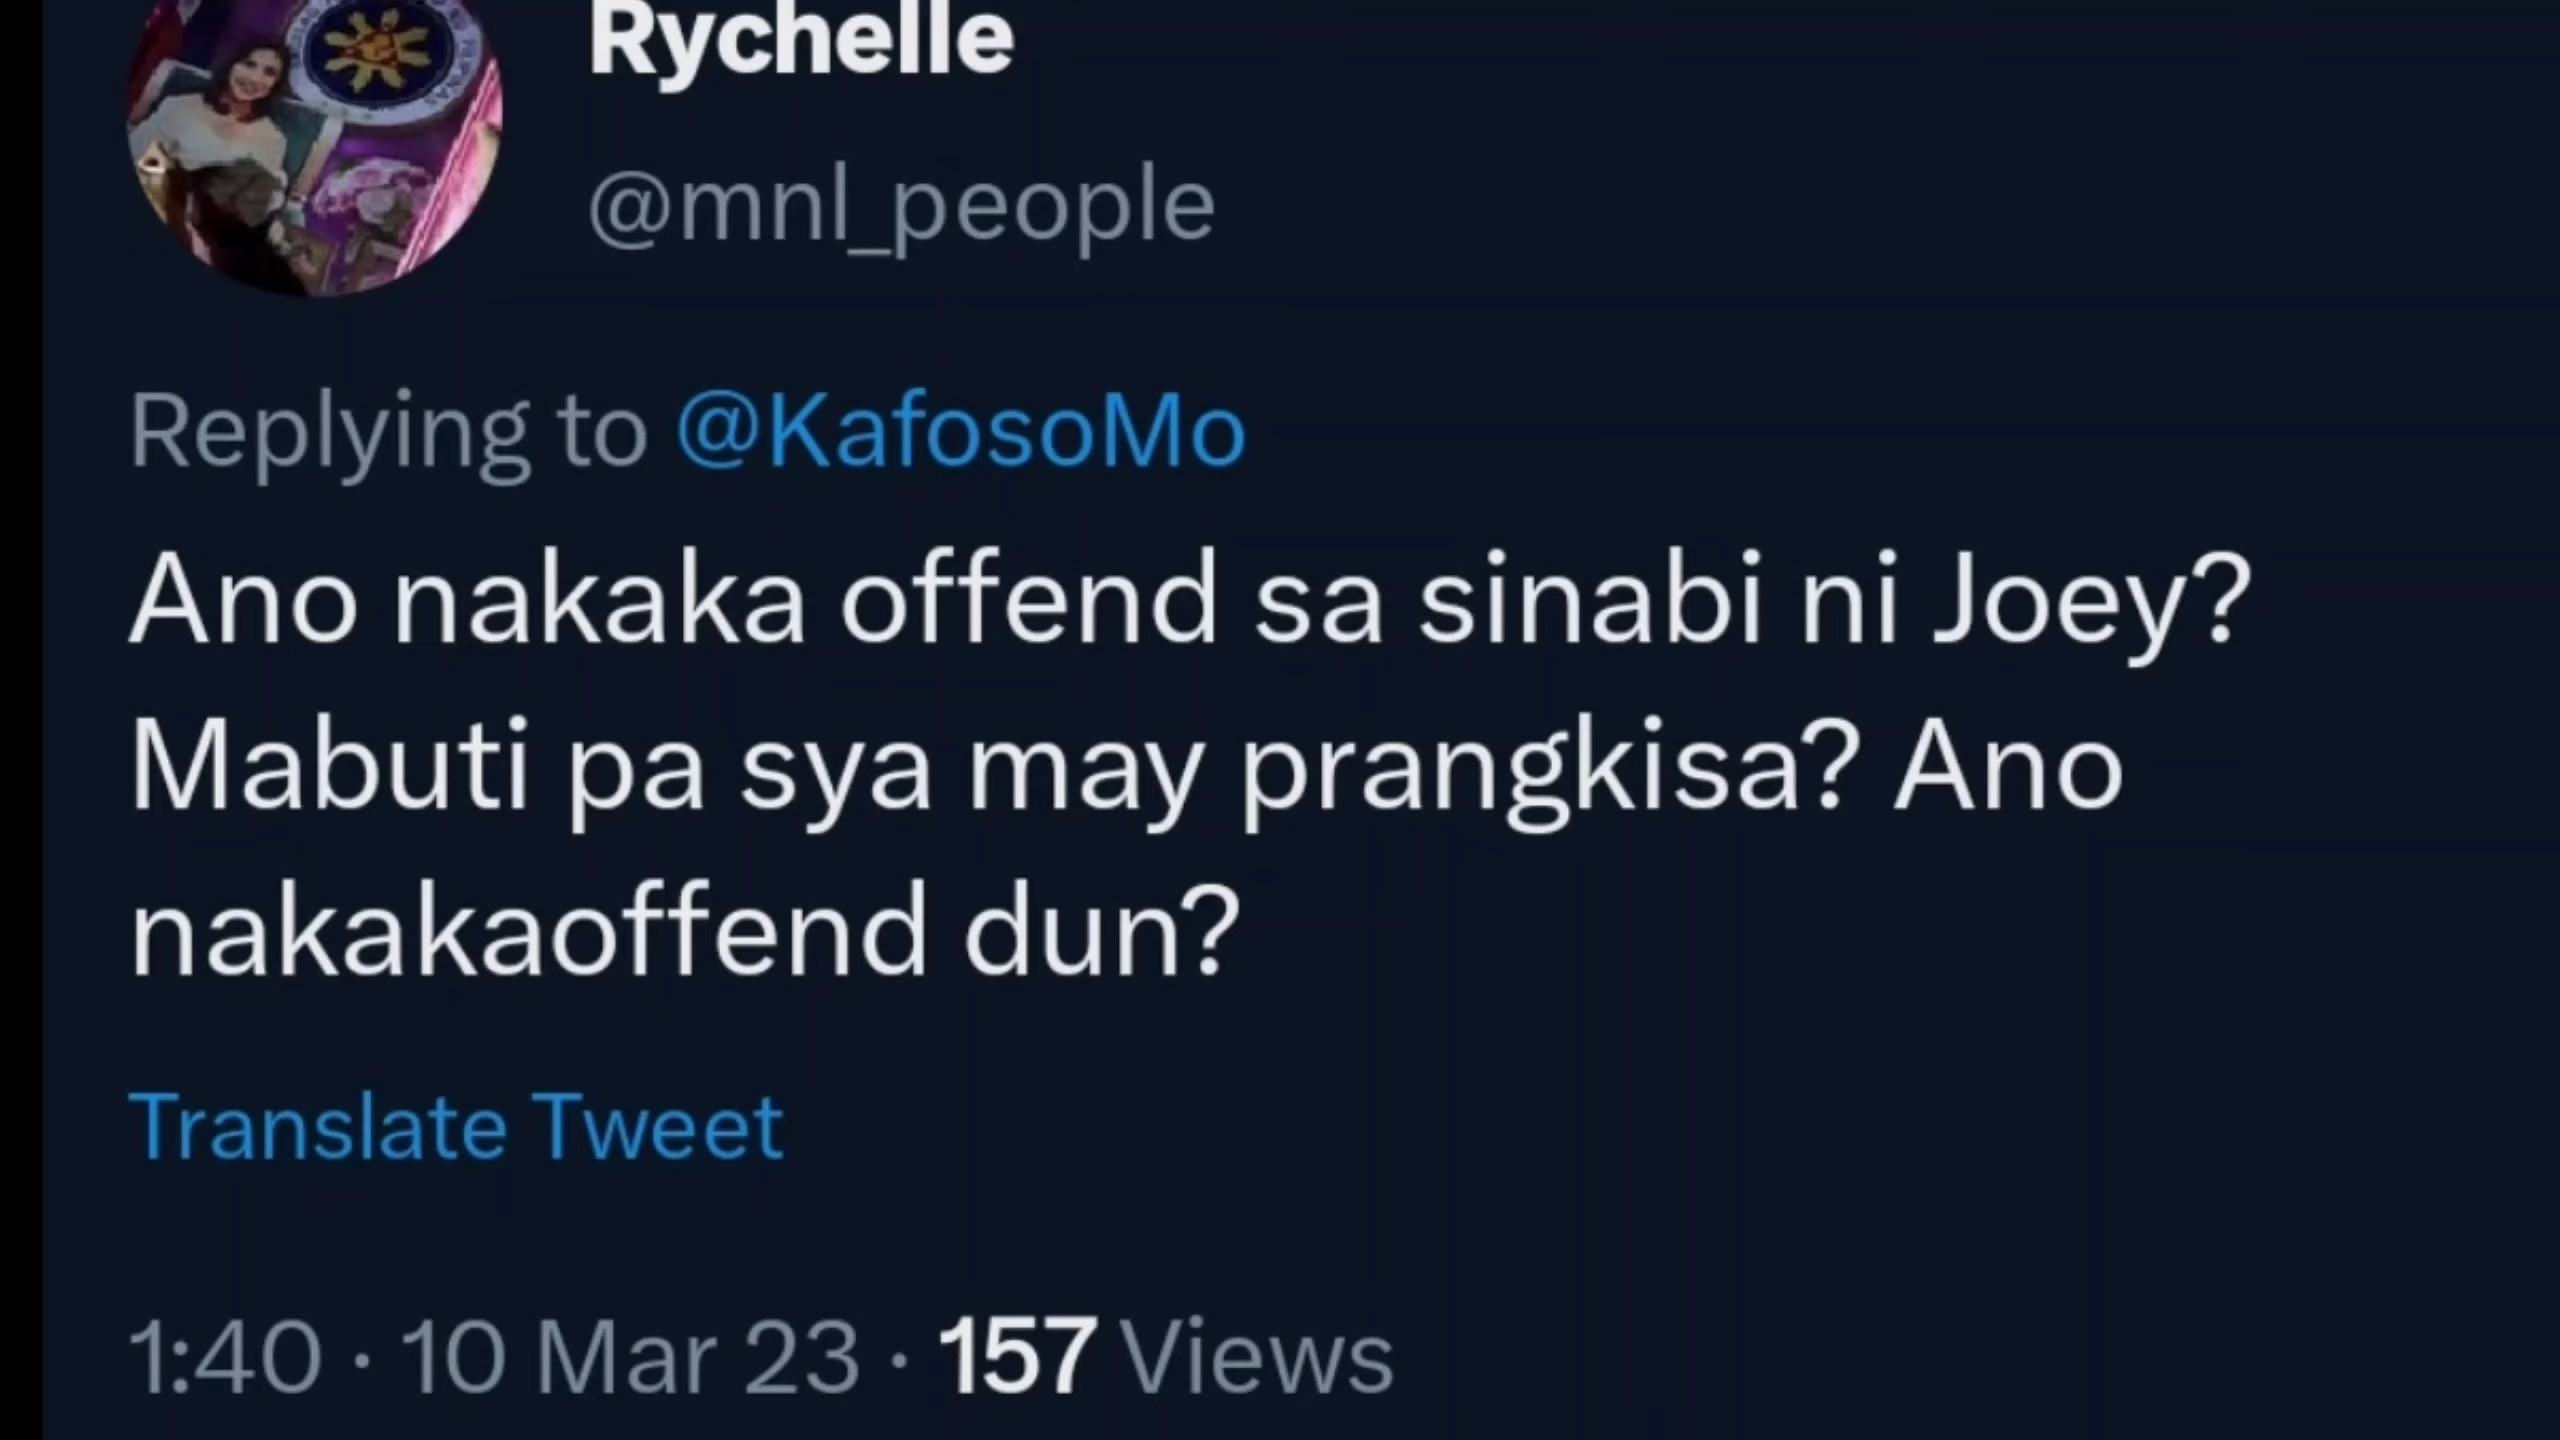 Rychelle
@mnl_people
Replying to @KafosoMo
Ano nakaka offend sa sinabi ni Joey?
Mabuti pa sya may prangkisa? Ano
nakakaoffend dun?
Translate Tweet
1:40 · 10 Mar 23 · 157 Views